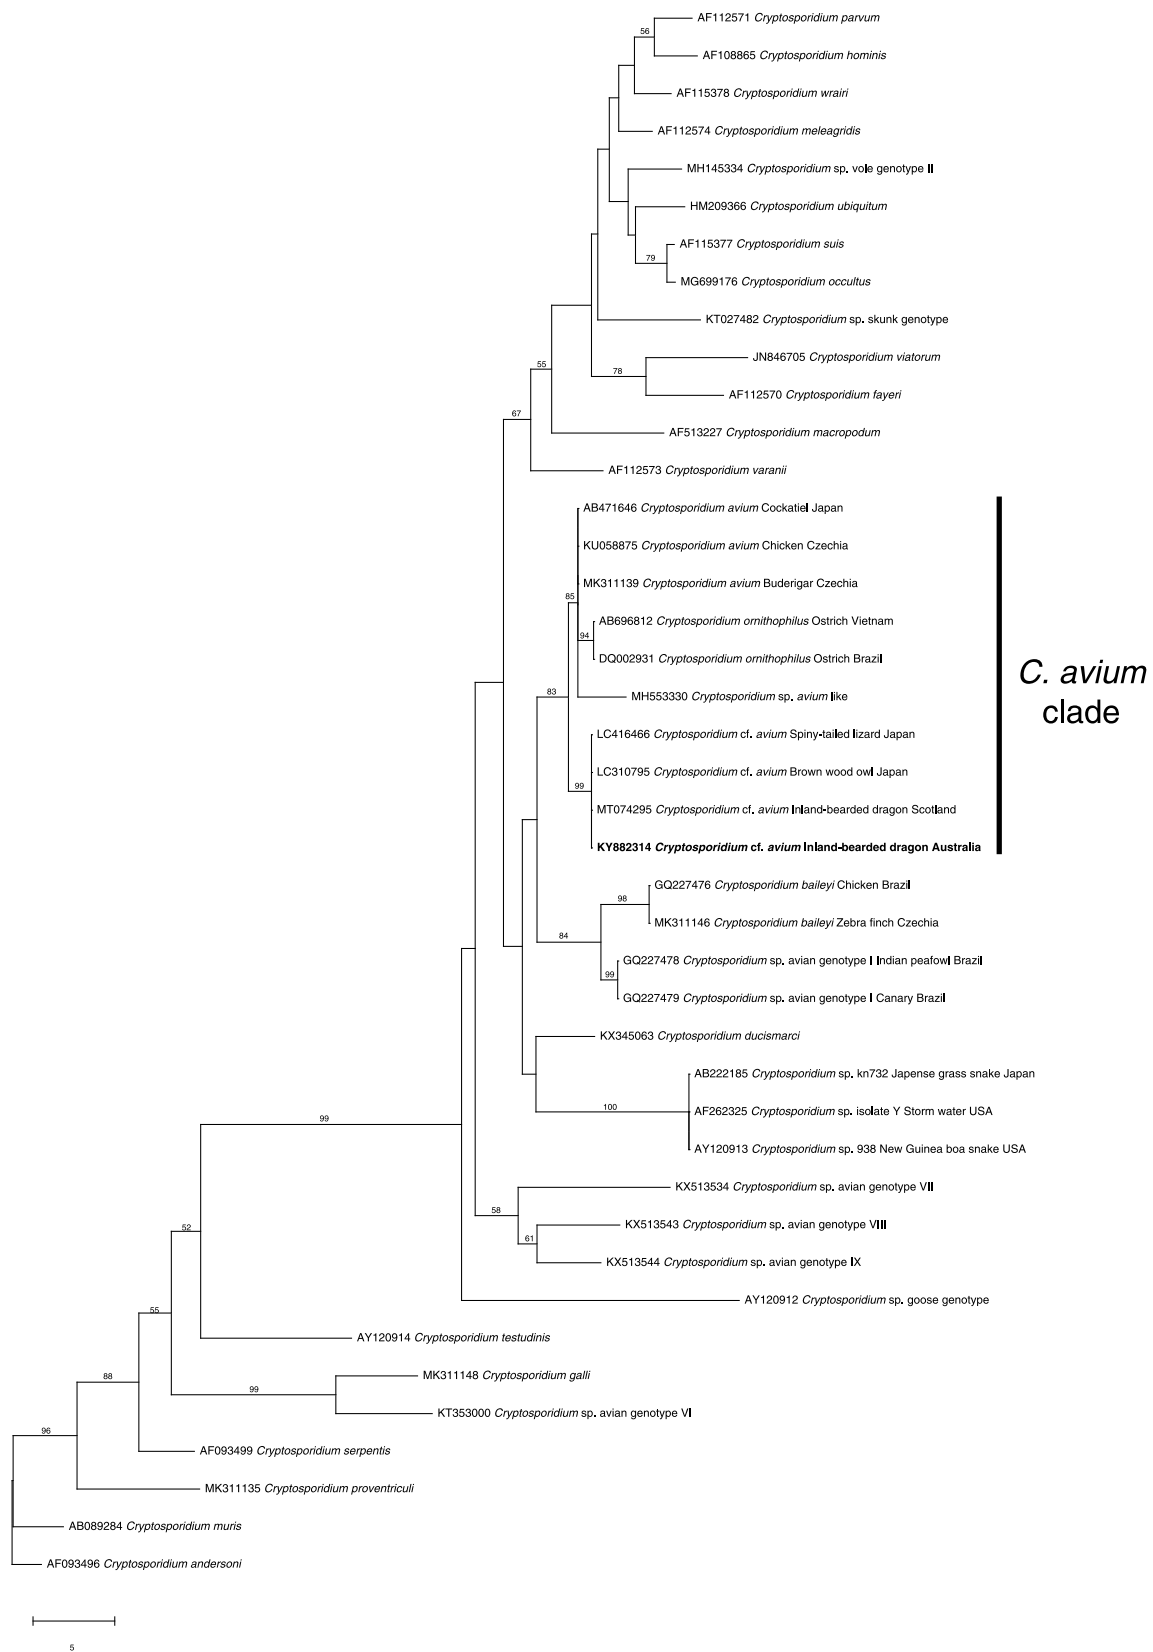 AF112571 Cryptosporidium parvum
56
AF108865 Cryptosporidium hominis
AF115378 Cryptosporidium wrairi
AF112574 Cryptosporidium meleagridis
MH145334 Cryptosporidium sp. vole genotype II
HM209366 Cryptosporidium ubiquitum
AF115377 Cryptosporidium suis
79
MG699176 Cryptosporidium occultus
KT027482 Cryptosporidium sp. skunk genotype
JN846705 Cryptosporidium viatorum
55
78
AF112570 Cryptosporidium fayeri
67
AF513227 Cryptosporidium macropodum
AF112573 Cryptosporidium varanii
AB471646 Cryptosporidium avium Cockatiel Japan
KU058875 Cryptosporidium avium Chicken Czechia
MK311139 Cryptosporidium avium Buderigar Czechia
85
AB696812 Cryptosporidium ornithophilus Ostrich Vietnam
94
DQ002931 Cryptosporidium ornithophilus Ostrich Brazil
C. avium
clade
83
MH553330 Cryptosporidium sp. avium like
LC416466 Cryptosporidium cf. avium Spiny-tailed lizard Japan
LC310795 Cryptosporidium cf. avium Brown wood owl Japan
99
MT074295 Cryptosporidium cf. avium Inland-bearded dragon Scotland
KY882314 Cryptosporidium cf. avium Inland-bearded dragon Australia
GQ227476 Cryptosporidium baileyi Chicken Brazil
98
MK311146 Cryptosporidium baileyi Zebra finch Czechia
84
GQ227478 Cryptosporidium sp. avian genotype I Indian peafowl Brazil
99
GQ227479 Cryptosporidium sp. avian genotype I Canary Brazil
KX345063 Cryptosporidium ducismarci
AB222185 Cryptosporidium sp. kn732 Japense grass snake Japan
100
AF262325 Cryptosporidium sp. isolate Y Storm water USA
99
AY120913 Cryptosporidium sp. 938 New Guinea boa snake USA
KX513534 Cryptosporidium sp. avian genotype VII
58
KX513543 Cryptosporidium sp. avian genotype VIII
52
61
KX513544 Cryptosporidium sp. avian genotype IX
AY120912 Cryptosporidium sp. goose genotype
55
AY120914 Cryptosporidium testudinis
88
MK311148 Cryptosporidium galli
99
KT353000 Cryptosporidium sp. avian genotype VI
96
AF093499 Cryptosporidium serpentis
MK311135 Cryptosporidium proventriculi
AB089284 Cryptosporidium muris
AF093496 Cryptosporidium andersoni
5